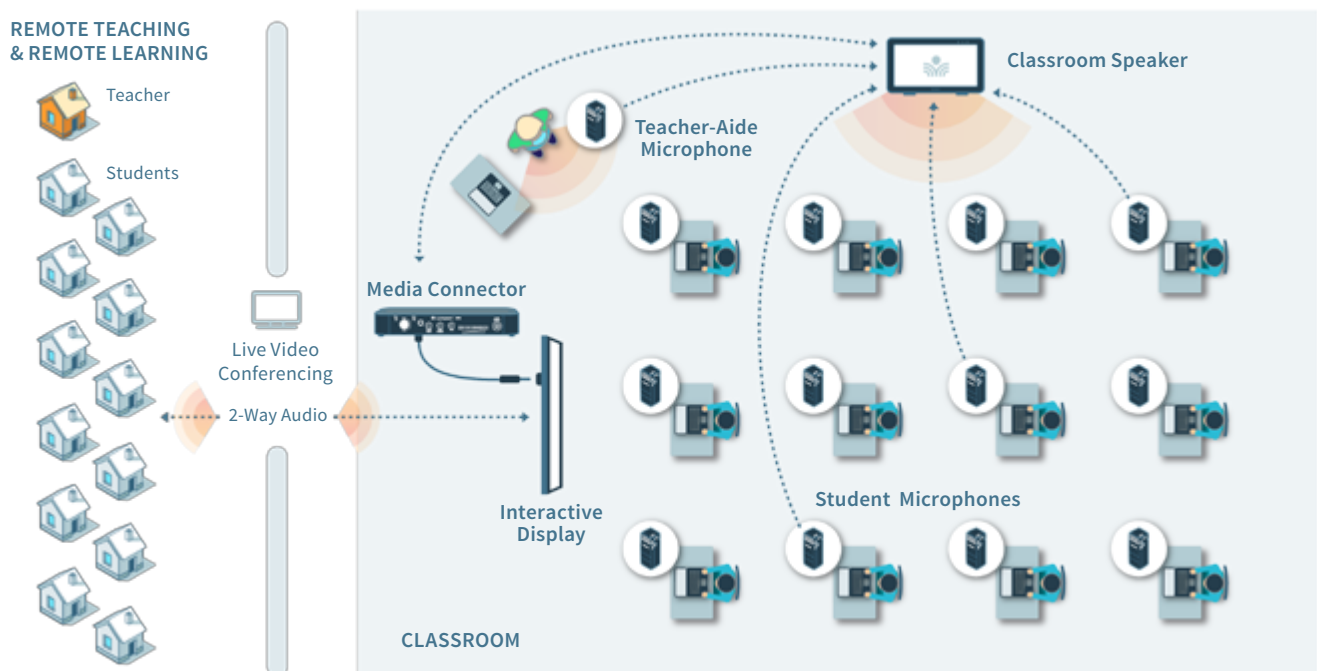 REMOTE TEACHING
& REMOTE LEARNING
Teacher
Students
Live Video
Conferencing
2-Way Audio
Classroom Speaker
Teacher-Aide
Microphone
Media Connector
Interactive
Display
Student Microphones
CLASSROOM